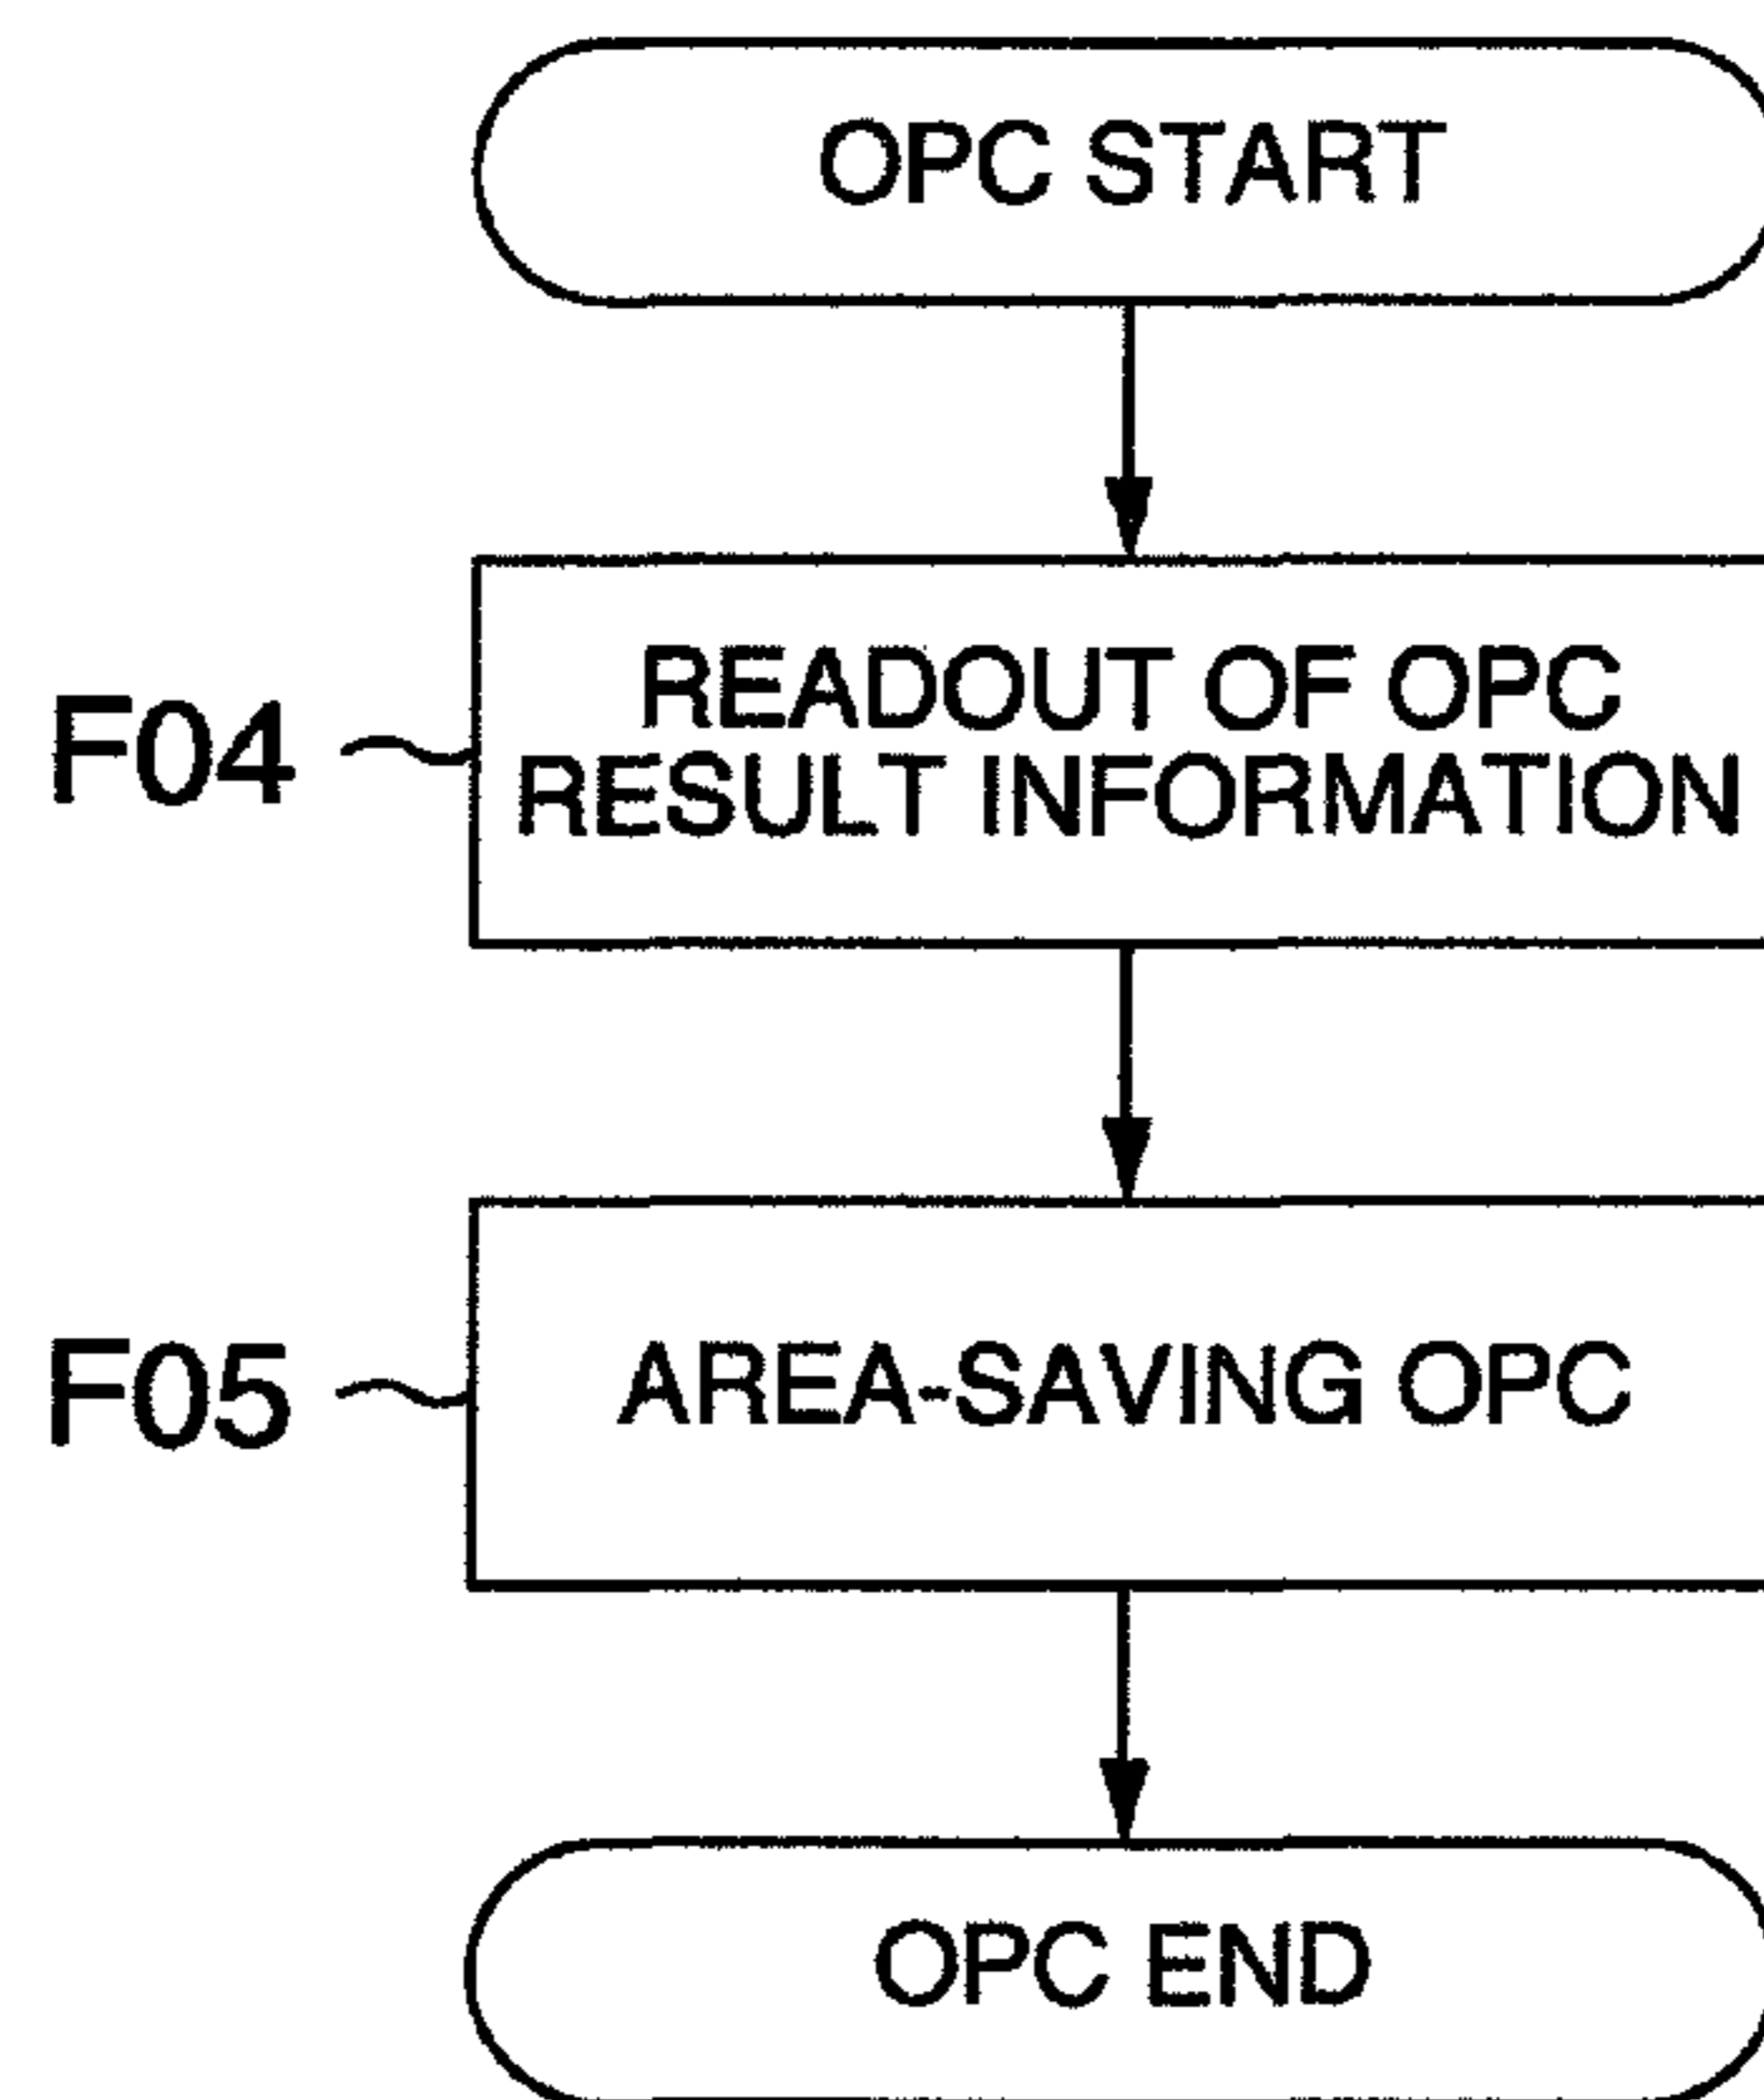 OPC START
F04
READOUT OF OPC
RESULT INFORMATION
F05
AREA-SAVING OPC
OPC END